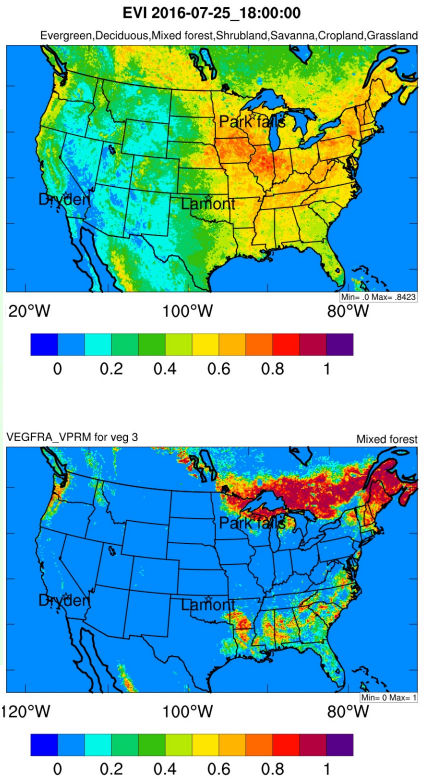 EVI 2016-07-25_18:00:00
Evergreen,Deciduous,Mixed forest,Shrubland,Savanna,Cropland,Grassland
Park falls
Dryden
Lamont
Min= .0 Max= .8423
20°W 100°W 80°W
0 0.2 0.4 0.6 0.8 1
VEGFRA_VPRM for veg 3 Mixed forest
Park falls
Dryden
Lamont
Min= 0 Max= 1
120°W 100°W 80°W
0 0.2 0.4 0.6 0.8 1